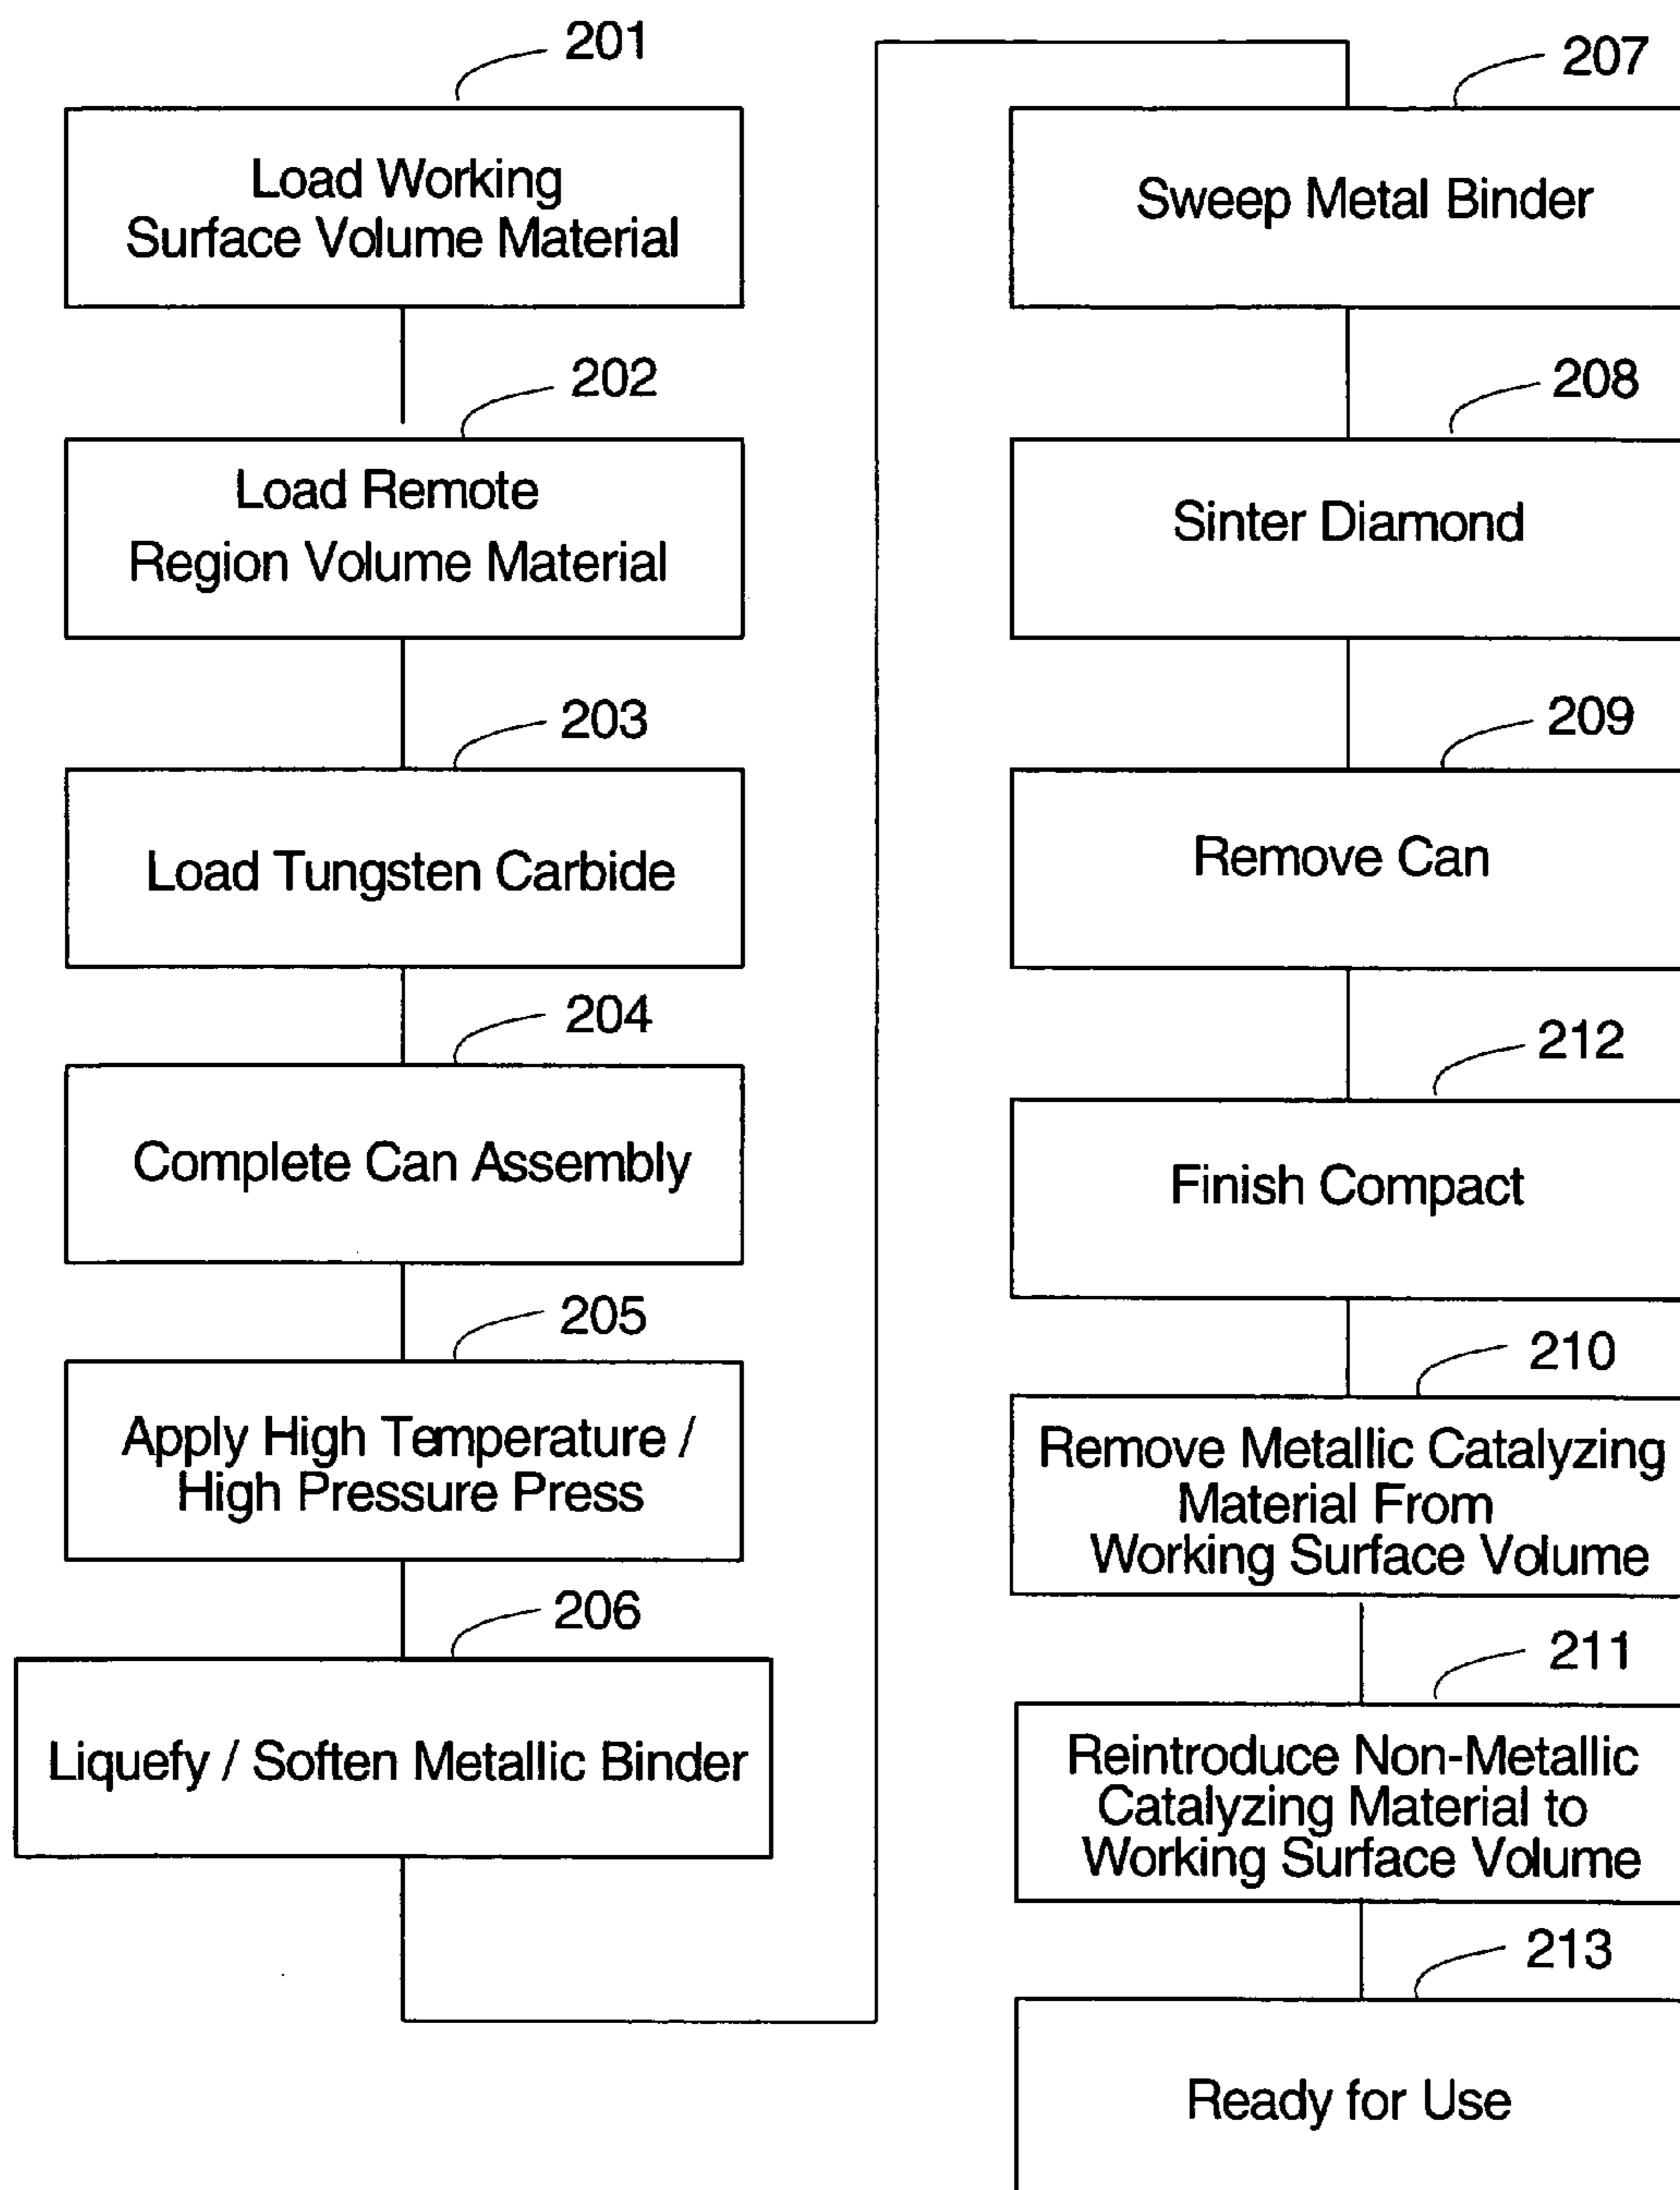 201
Load Working
Surface Volume Material
202
Load Remote
Region Volume Material
203
Load Tungsten Carbide
204
Complete Can Assembly
205
Apply High Temperature /
High Pressure Press
206
Liquefy / Soften Metallic Binder
207
Sweep Metal Binder
208
Sinter Diamond
209
Remove Can
212
Finish Compact
210
Remove Metallic Catalyzing
Material From
Working Surface Volume
211
Reintroduce Non-Metallic
Catalyzing Material to
Working Surface Volume
213
Ready for Use